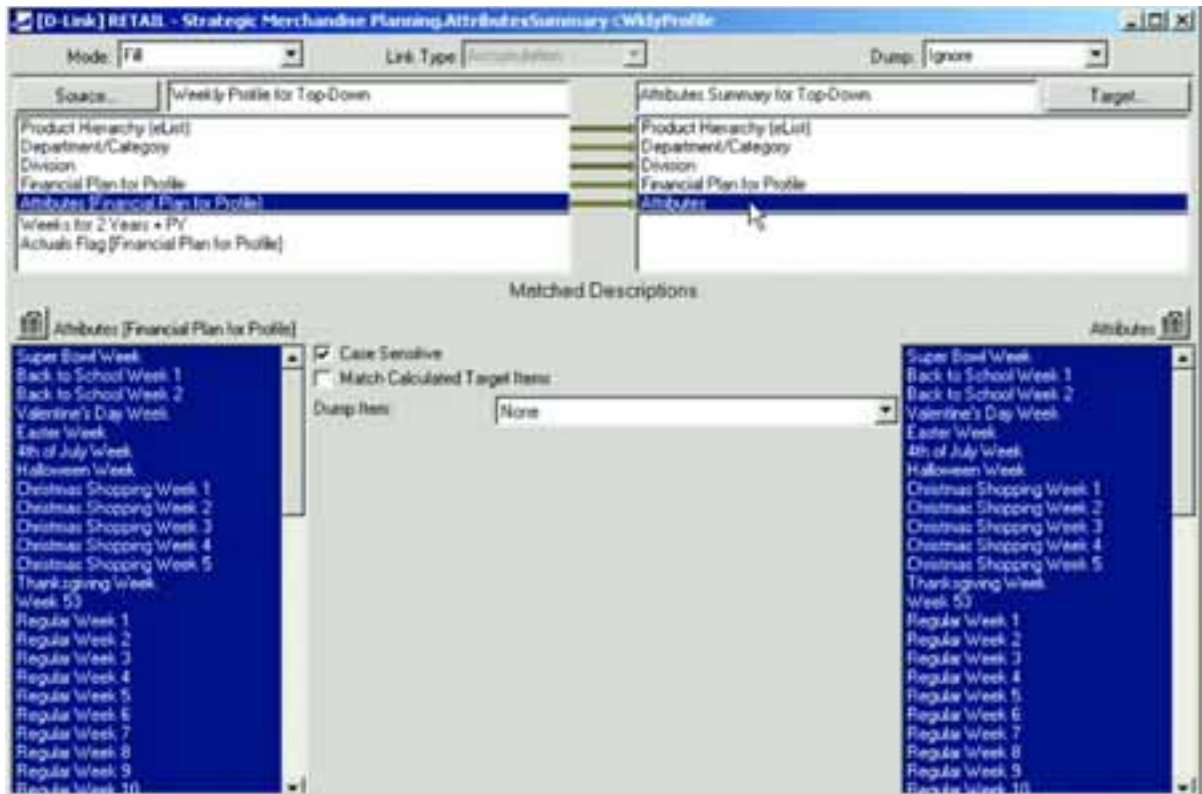 [D-Link] RETAIL - Strategic Merchandise Planning.AttributesSummary <WklyProfile
Mode: Fill Link Type: Accumulation Dump: Ignore
Source... Weekly Profile for Top-Down Attributes Summary for Top-Down Target...
Product Hierarchy (eList) Product Hierarchy (eList)
Department/Category Department/Category
Division Division
Financial Plan for Profile Financial Plan for Profile
Attributes [Financial Plan for Profile] Attributes
Weeks for 2 Years + PY
Actuals Flag [Financial Plan for Profile]
Matched Descriptions
Attributes [Financial Plan for Profile] Attributes
Super Bowl Week Case Sensitive Super Bowl Week
Back to School Week 1 Match Calculated Target Items Back to School Week 1
Back to School Week 2 Back to School Week 2
Valentine's Day Week Dump Item: None Valentine's Day Week
Easter Week Easter Week
4th of July Week 4th of July Week
Halloween Week Halloween Week
Christmas Shopping Week 1 Christmas Shopping Week 1
Christmas Shopping Week 2 Christmas Shopping Week 2
Christmas Shopping Week 3 Christmas Shopping Week 3
Christmas Shopping Week 4 Christmas Shopping Week 4
Christmas Shopping Week 5 Christmas Shopping Week 5
Thanksgiving Week Thanksgiving Week
Week 53 Week 53
Regular Week 1 Regular Week 1
Regular Week 2 Regular Week 2
Regular Week 3 Regular Week 3
Regular Week 4 Regular Week 4
Regular Week 5 Regular Week 5
Regular Week 6 Regular Week 6
Regular Week 7 Regular Week 7
Regular Week 8 Regular Week 8
Regular Week 9 Regular Week 9
Regular Week 10 Regular Week 10